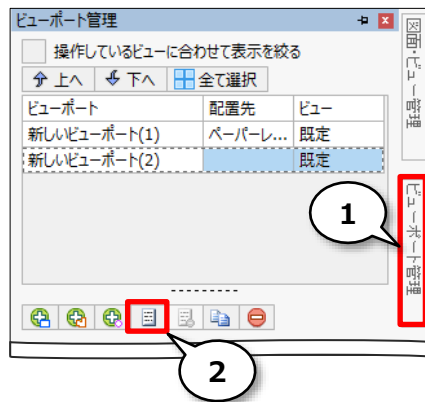 ビューポート管理
操作しているビューに合わせて表示を絞る
上へ 下へ 全て選択
ビューポート 配置先 ビュー
新しいビューポート(1) ペーパーレ... 既定
新しいビューポート(2) 既定
図面・ビュー管理
ビューポート管理
1
2